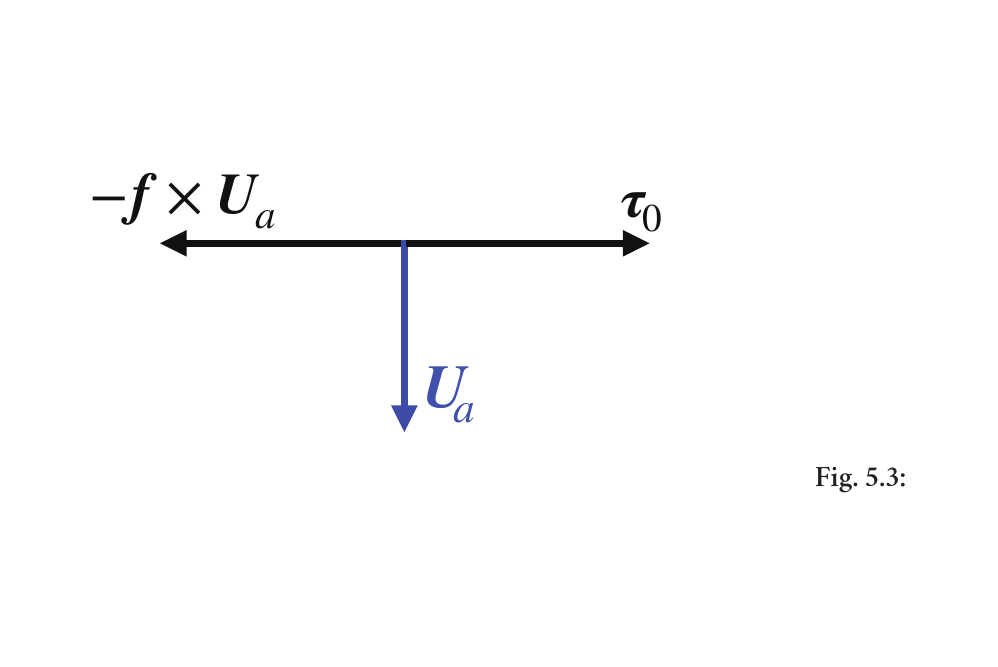 −f × U_a
τ_0
U_a
Fig. 5.3: